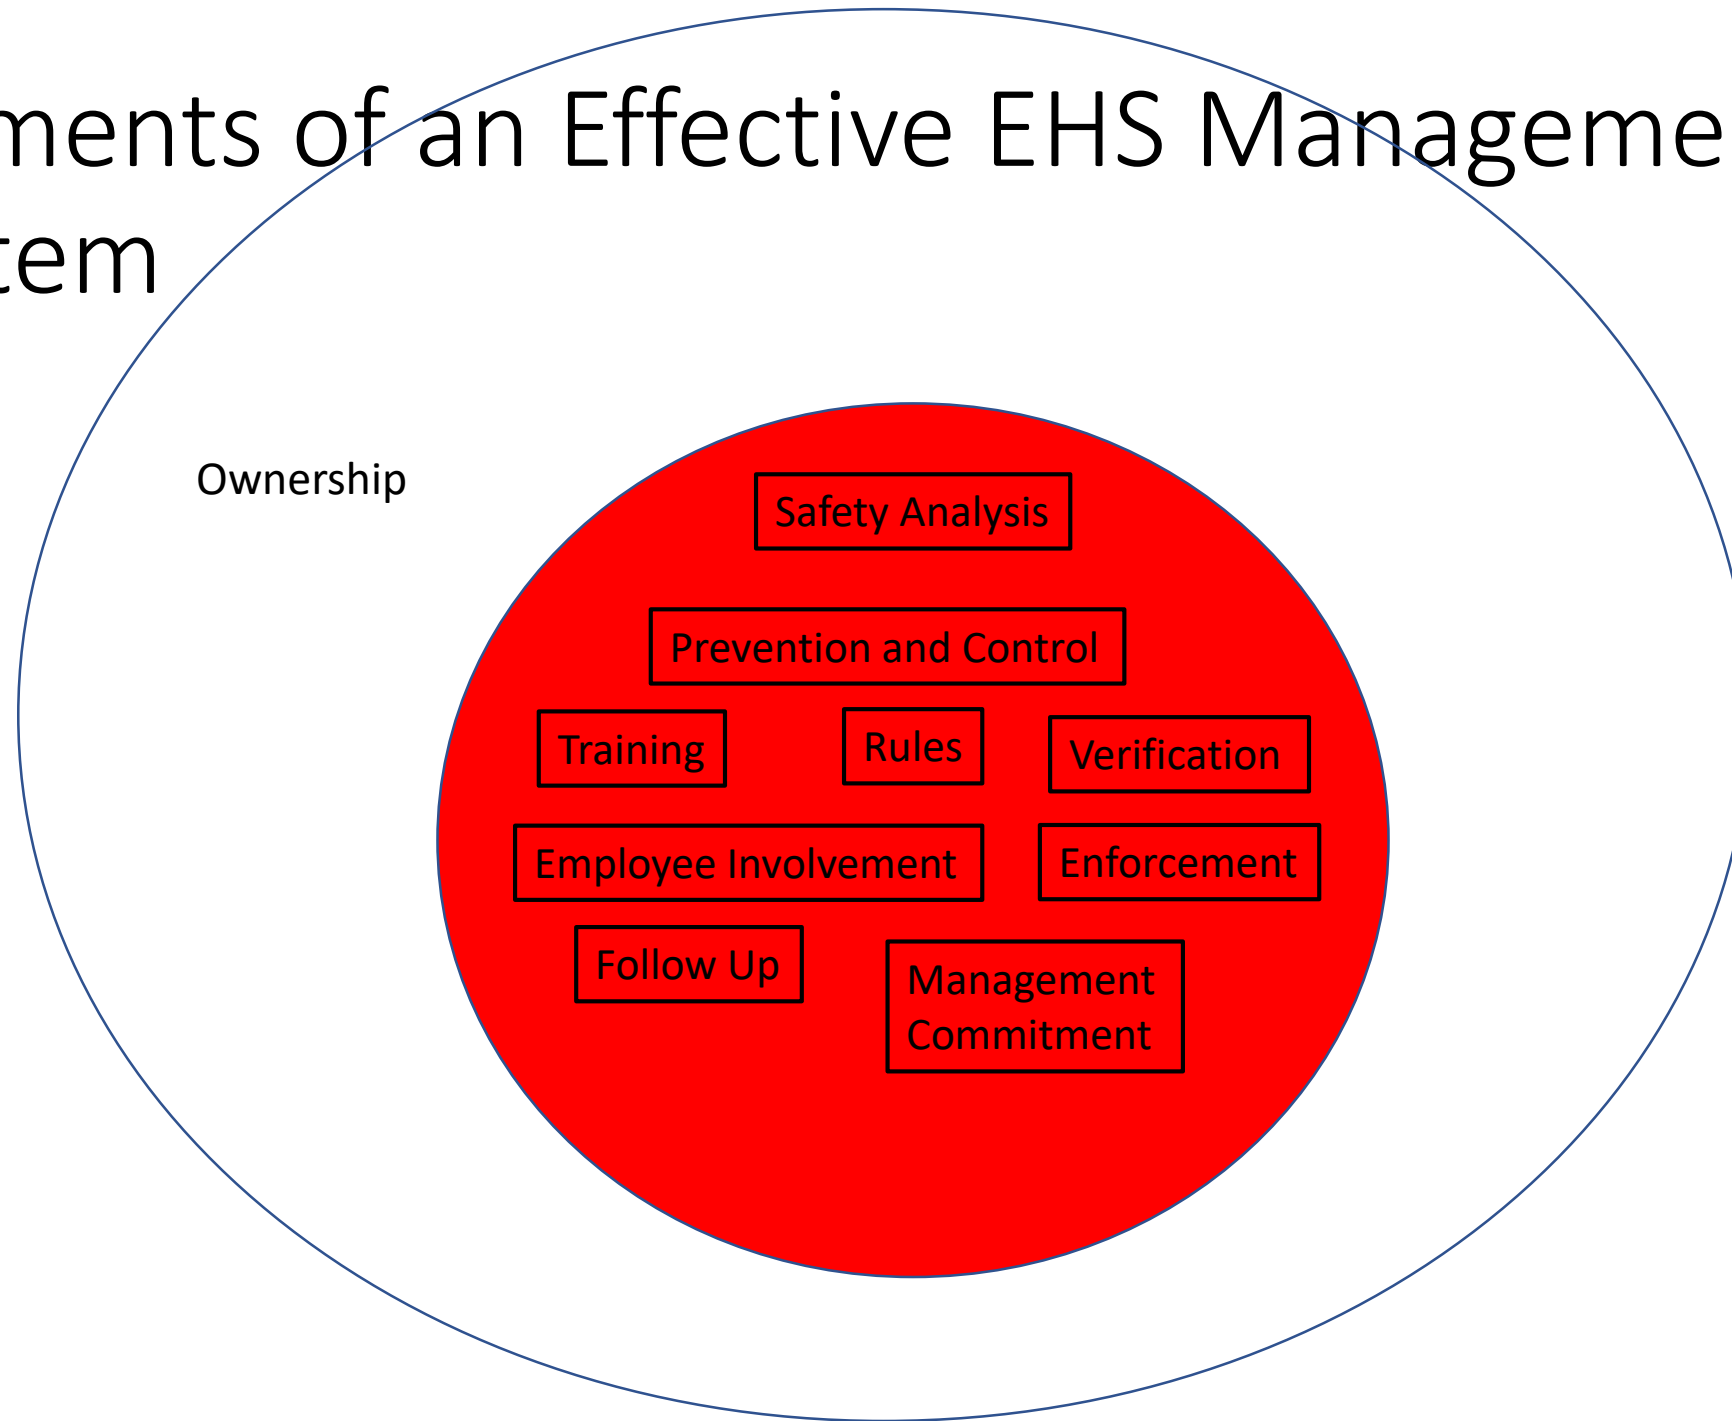 ments of an Effective EHS Manageme
tem
Ownership
Safety Analysis
Prevention and Control
Training
Rules
Verification
Employee Involvement
Enforcement
Follow Up
Management
Commitment